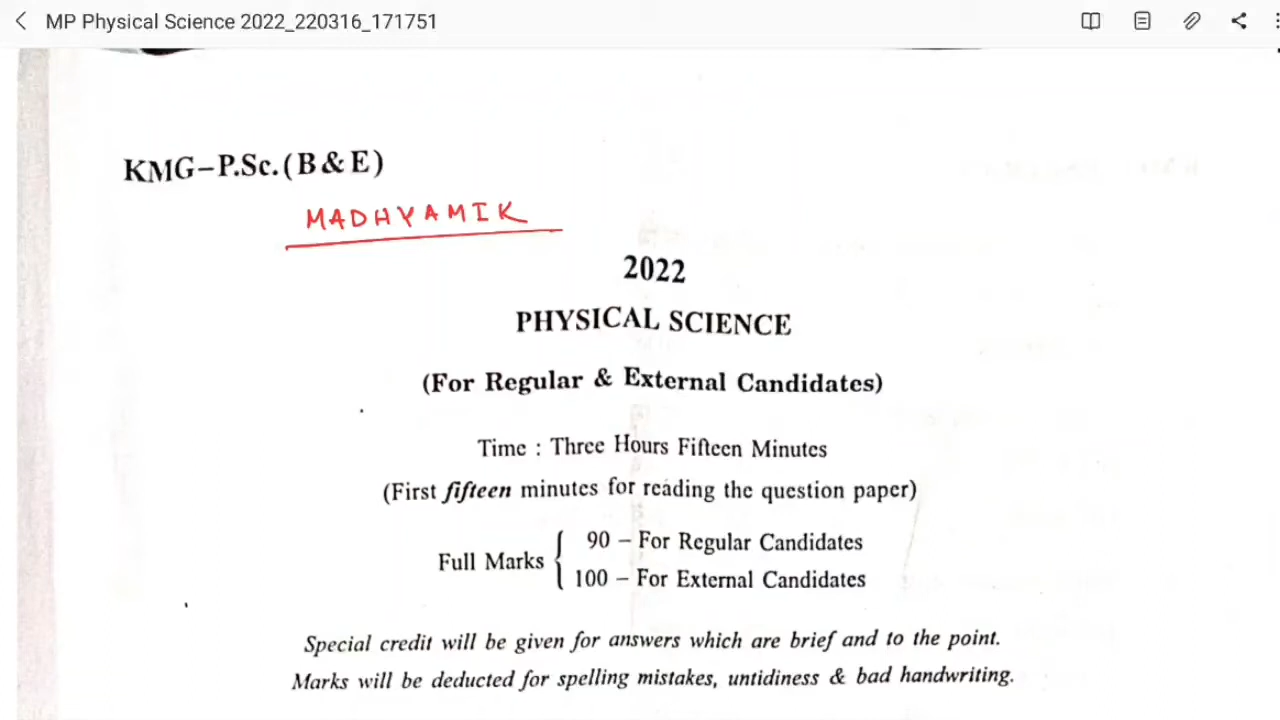 MP Physical Science 2022_220316_171751
KMG–P.Sc.(B & E)
MADHYAMIK
2022
PHYSICAL SCIENCE
(For Regular & External Candidates)
Time : Three Hours Fifteen Minutes
(First fifteen minutes for reading the question paper)
Full Marks { 90 – For Regular Candidates
100 – For External Candidates
Special credit will be given for answers which are brief and to the point.
Marks will be deducted for spelling mistakes, untidiness & bad handwriting.